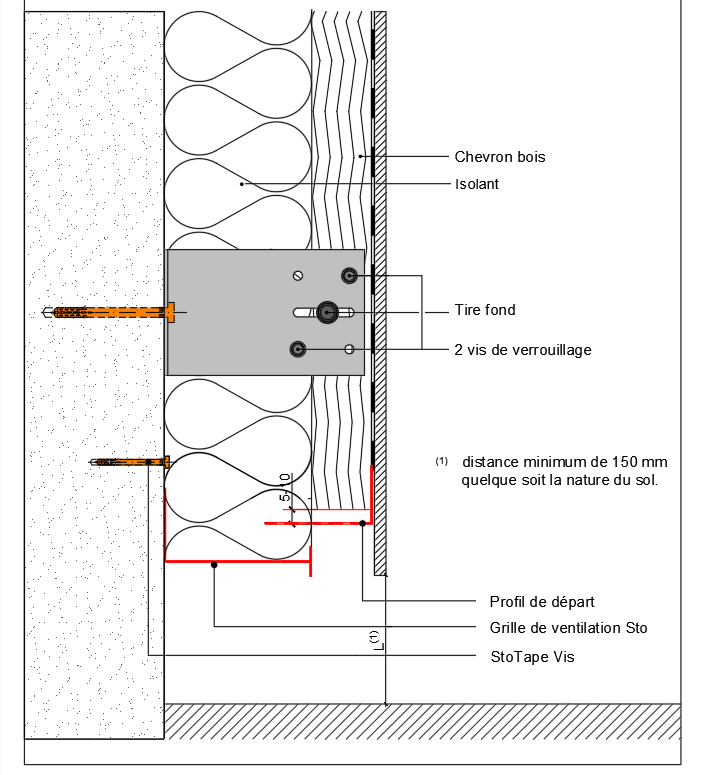 Chevron bois
Isolant
Tire fond
2 vis de verrouillage
(1) distance minimum de 150 mm
quelque soit la nature du sol.
5-10
Profil de départ
Grille de ventilation Sto
L(1)
StoTape Vis